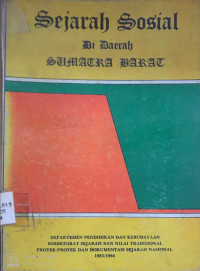 Sejarah Sosial
Di Daerah
SUMATRA BARAT
DEPARTEMEN PENDIDIKAN DAN KEBUDAYAAN
DIREKTORAT SEJARAH DAN NILAI TRADISIONAL
PROYEK-PROYEK DAN DOKUMENTASI SEJARAH NASIONAL
1983/1984